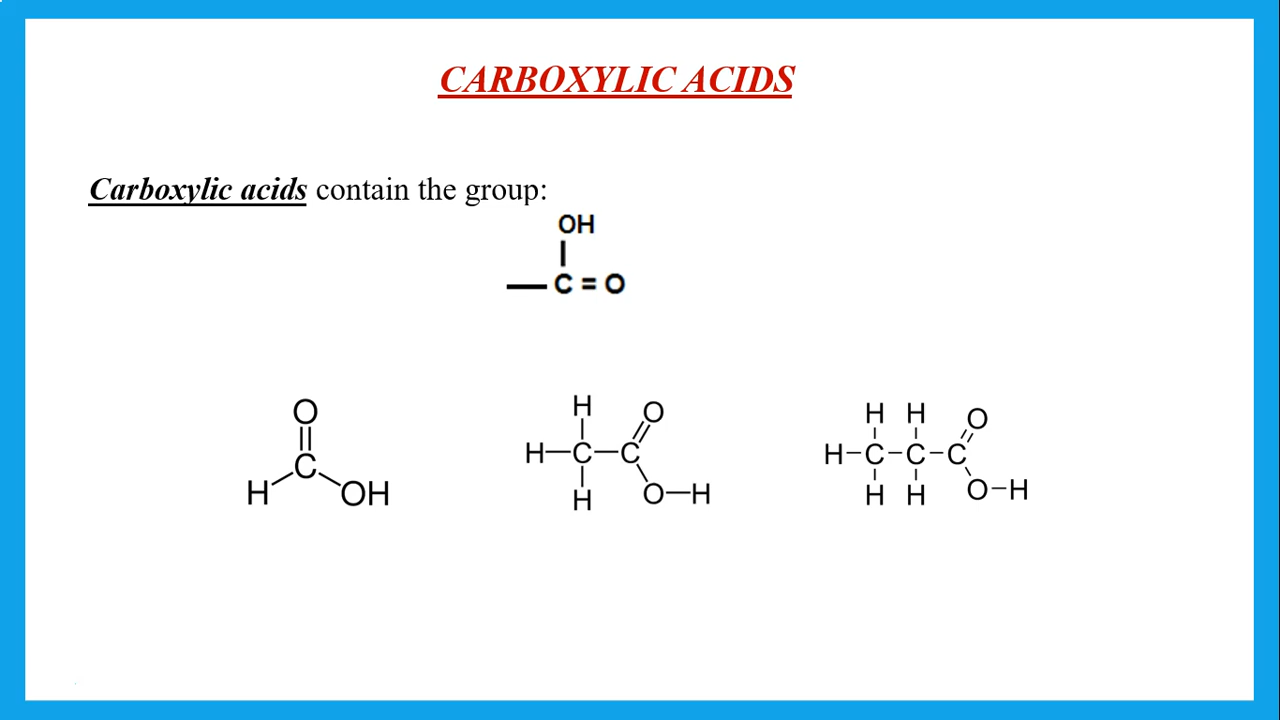 CARBOXYLIC ACIDS
Carboxylic acids contain the group:
OH
C = O
O
C
H OH
H O
H C C
H O H
H H O
H C C C
H H O H